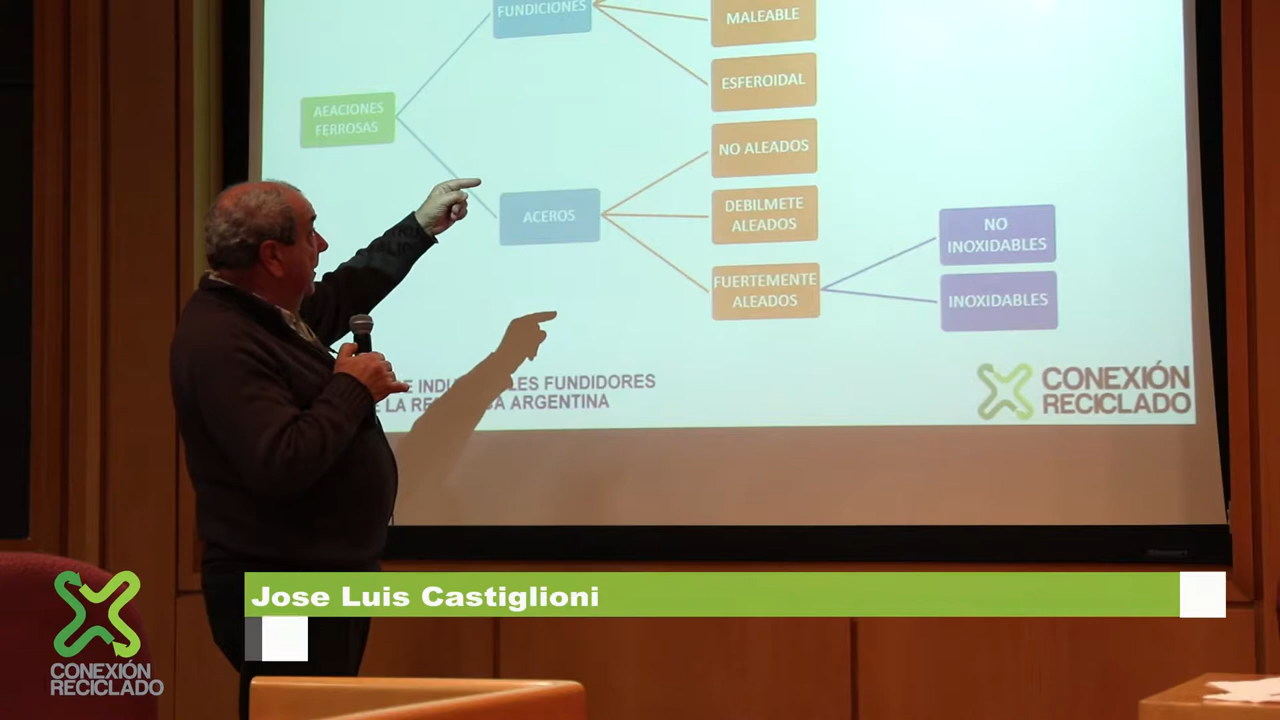 FUNDICIONES
MALEABLE
ESFEROIDAL
AEACIONES
FERROSAS
NO ALEADOS
ACEROS
DEBILMETE
ALEADOS
FUERTEMENTE
ALEADOS
NO
INOXIDABLES
INOXIDABLES
FUNDIDORES
LA ARGENTINA
CONEXIÓN
RECICLADO
Jose Luis Castiglioni
CONEXIÓN
RECICLADO